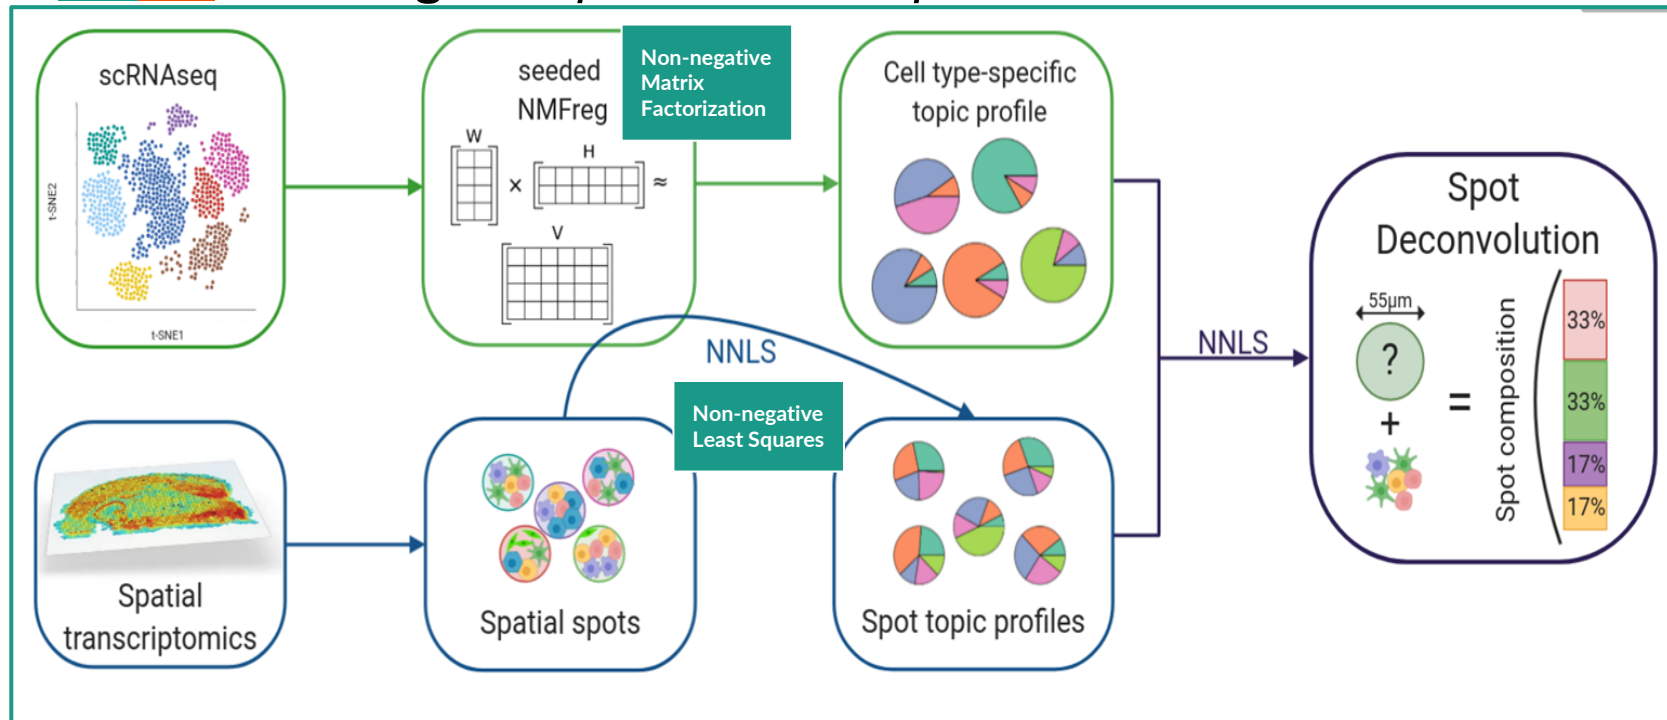 scRNAseq
t-SNE2
t-SNE1
seeded
NMFreg
W
H
x
≈
V
Non-negative
Matrix
Factorization
Cell type-specific
topic profile
NNLS
Non-negative
Least Squares
Spatial
transcriptomics
Spatial spots
Spot topic profiles
NNLS
Spot
Deconvolution
55µm
?
+
=
Spot composition
33%
33%
17%
17%